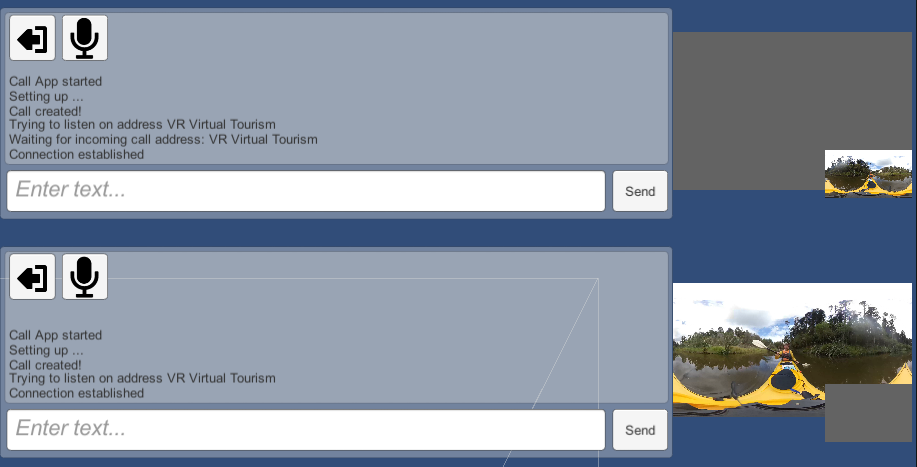 Call App started
Setting up ...
Call created!
Trying to listen on address VR Virtual Tourism
Waiting for incoming call address: VR Virtual Tourism
Connection established
Enter text...
Send
Call App started
Setting up ...
Call created!
Trying to listen on address VR Virtual Tourism
Connection established
Enter text...
Send